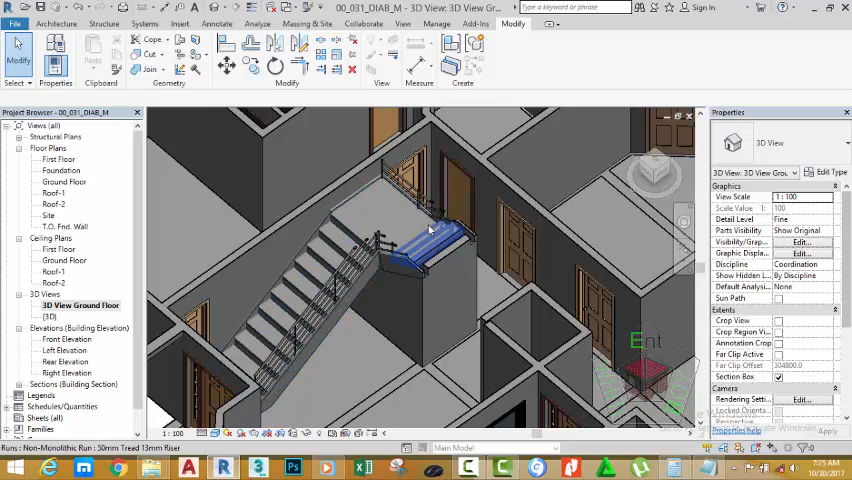 00_031_DIAB_M - 3D View: 3D View Gro...
Type a keyword or phrase
Sign In
File Architecture Structure Systems Insert Annotate Analyze Massing & Site Collaborate View Manage Add-Ins Modify
Modify
Properties
Paste
Cope
Cut
Join
Select Properties Clipboard Geometry Modify View Measure Create
Project Browser - 00_031_DIAB_M
Views (all)
Structural Plans
Floor Plans
First Floor
Foundation
Ground Floor
Roof-1
Roof-2
Site
T.O. Fnd. Wall
Ceiling Plans
First Floor
Ground Floor
Roof-1
Roof-2
3D Views
3D View Ground Floor
{3D}
Elevations (Building Elevation)
Front Elevation
Left Elevation
Rear Elevation
Right Elevation
Sections (Building Section)
Legends
Schedules/Quantities
Sheets (all)
Families
Ent
Properties
3D View
3D View: 3D View Grou
Edit Type
Graphics
View Scale 1 : 100
Scale Value 1: 100
Detail Level Fine
Parts Visibility Show Original
Visibility/Grap... Edit...
Graphic Displa... Edit...
Discipline Coordination
Show Hidden L... By Discipline
Default Analysi... None
Sun Path
Extents
Crop View
Crop Region Vi...
Annotation Crop
Far Clip Active
Far Clip Offset 304800.0
Section Box
Camera
Rendering Setti... Edit...
Properties help
Apply
1 : 100
Runs : Non-Monolithic Run : 50mm Tread 13mm Riser
Main Model
:0
7:25 AM
10/30/2017